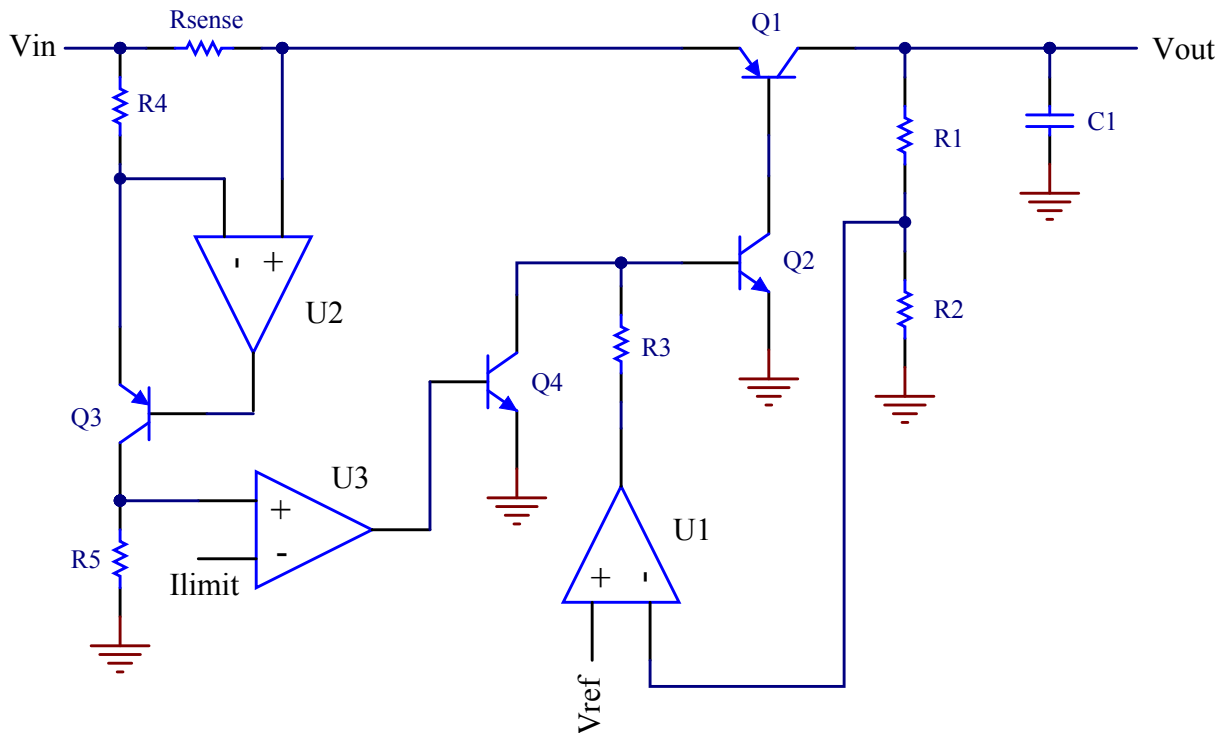 Rsense
Q1
Vin
Vout
R4
R1
C1
- +
U2
Q2
R2
R3
Q4
Q3
U3
+
-
R5
Ilimit
U1
+ -
Vref